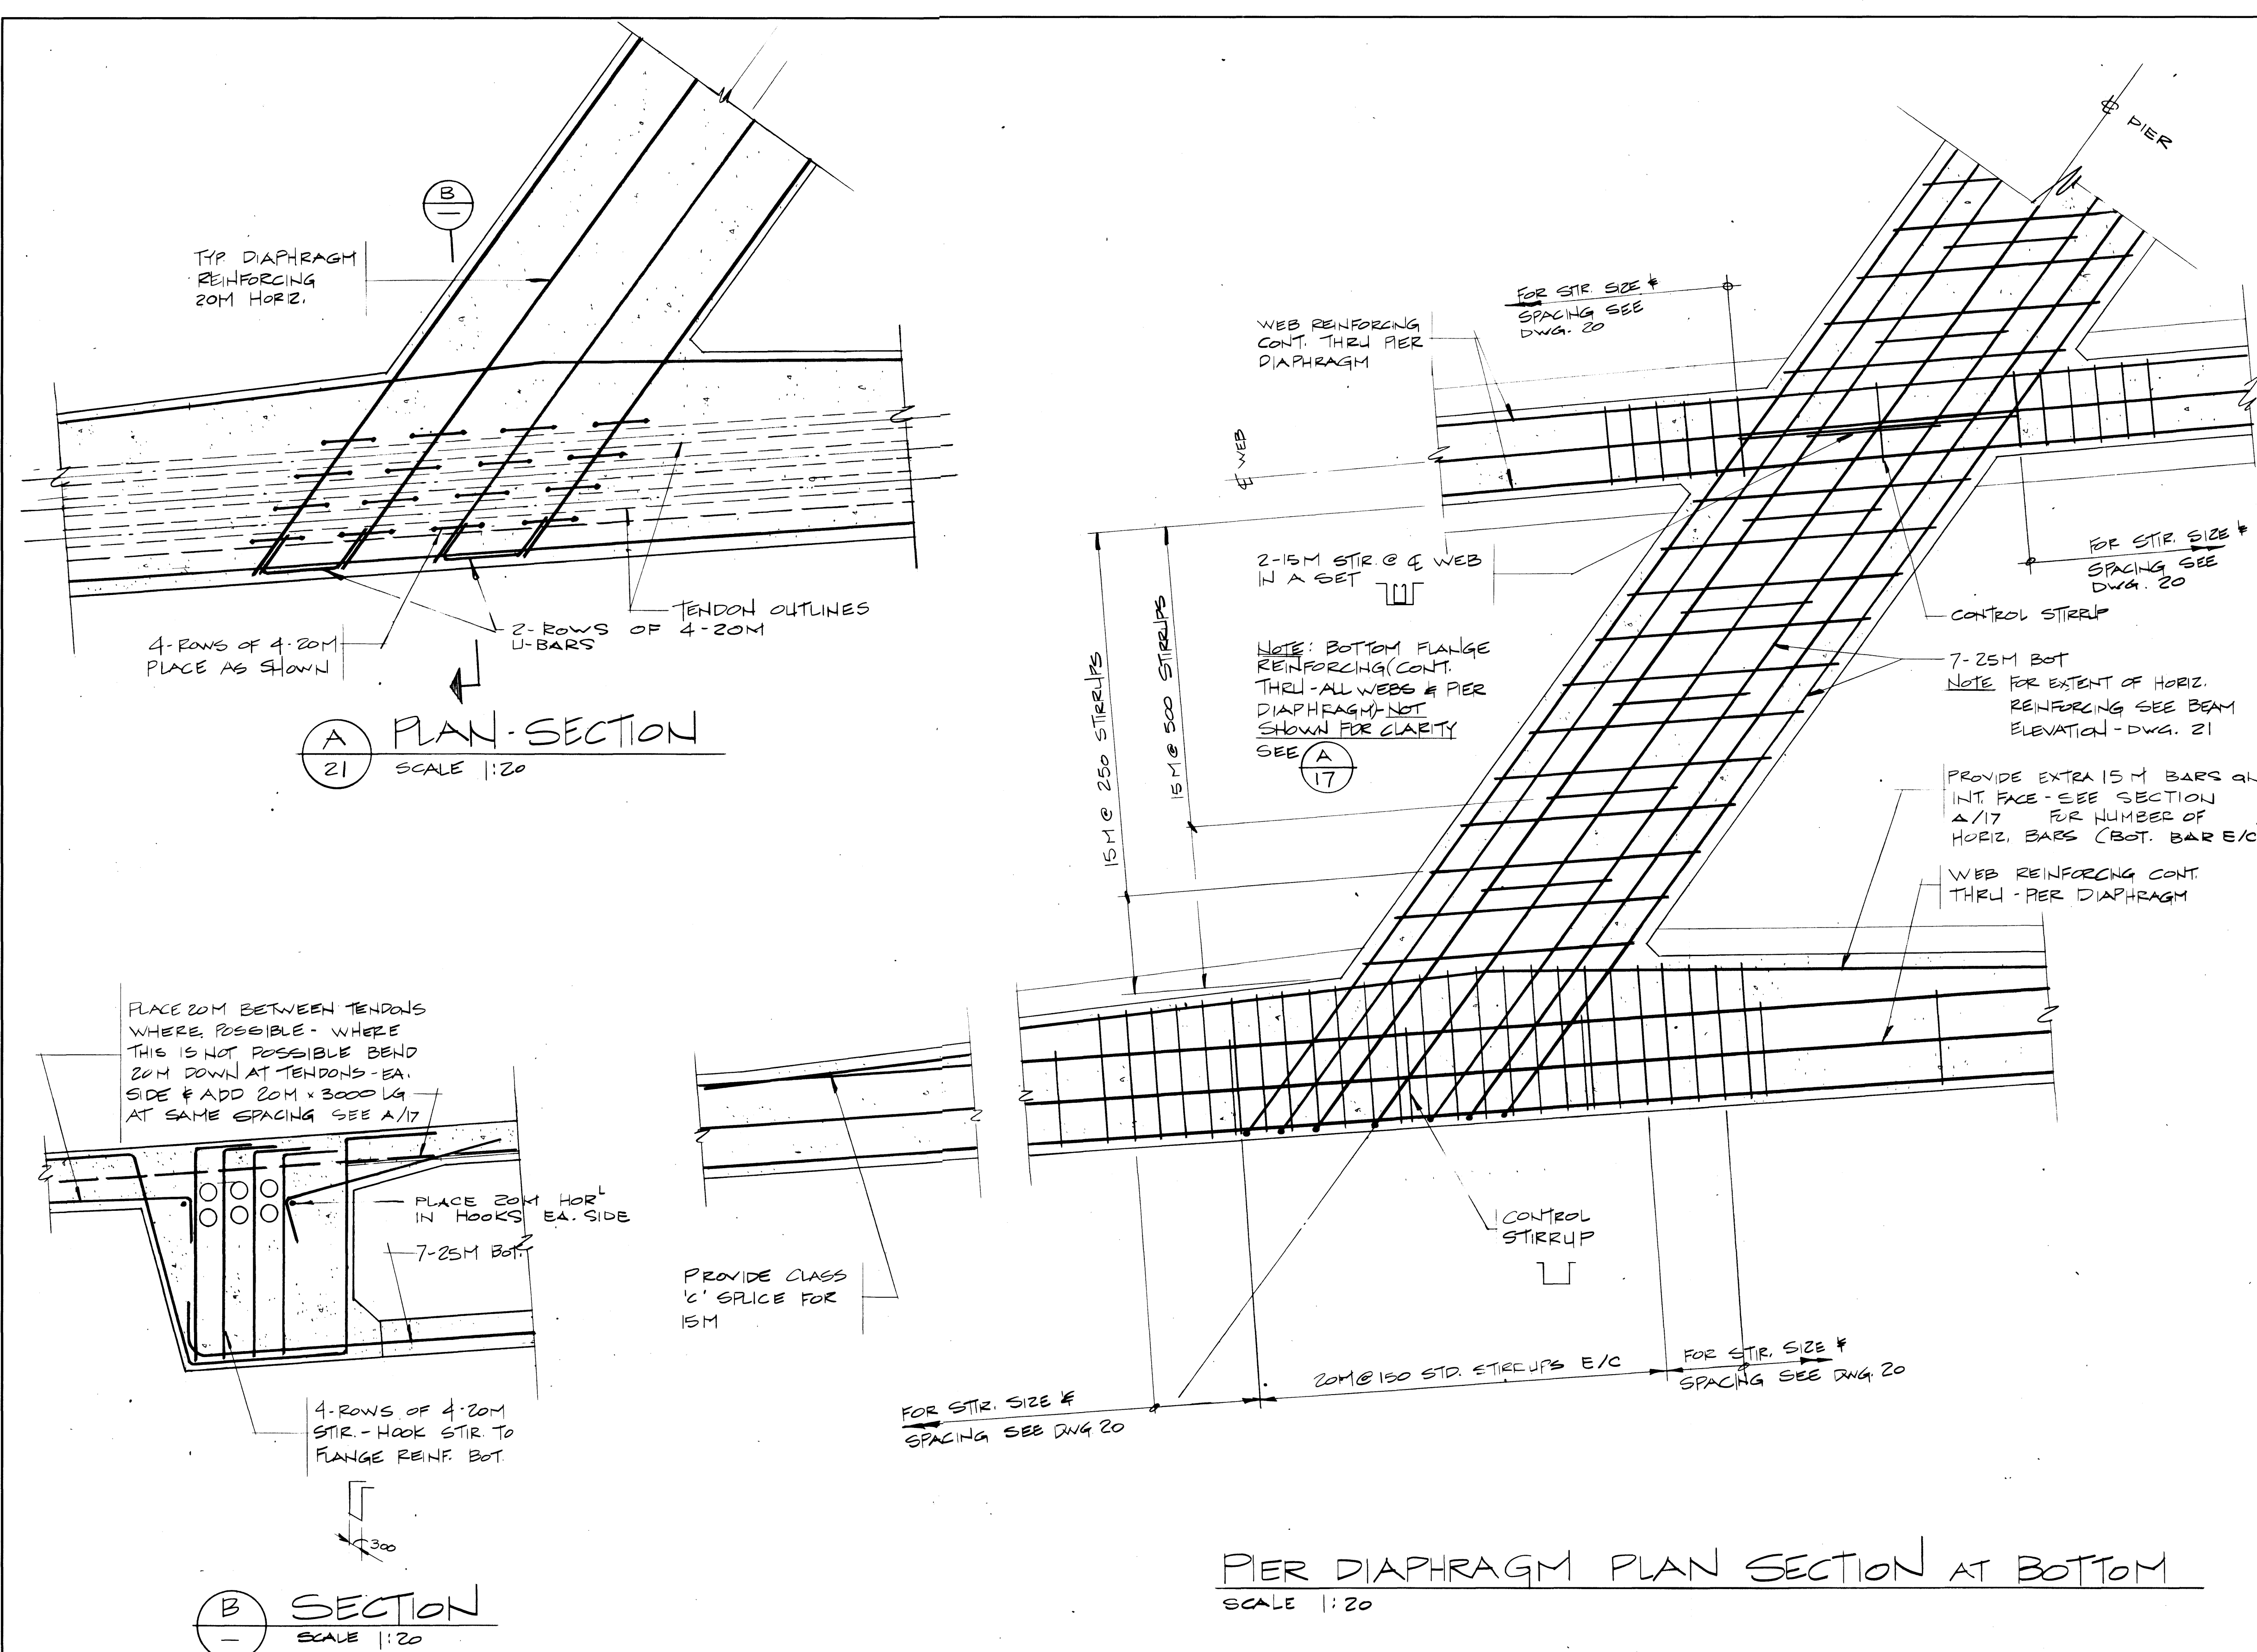 B
—
TYP. DIAPHRAGM
REINFORCING
20M HORIZ.
4-ROWS OF 4-20M
PLACE AS SHOWN
2-ROWS OF 4-20M
U-BARS
TENDON OUTLINES
A
21
PLAN-SECTION
SCALE 1:20
PLACE 20M BETWEEN TENDONS
WHERE POSSIBLE - WHERE
THIS IS NOT POSSIBLE BEND
20M DOWN AT TENDONS - EA.
SIDE & ADD 20M x 3000 LG
AT SAME SPACING SEE A/17
PLACE 20M HOR'L
IN HOOKS EA. SIDE
7-25M BOT.
4-ROWS OF 4-20M
STIR. - HOOK STIR. TO
FLANGE REINF. BOT.
300
B
—
SECTION
SCALE 1:20
PROVIDE CLASS
'C' SPLICE FOR
15M
℄ PIER
FOR STIR. SIZE &
SPACING SEE
DWG. 20
WEB REINFORCING
CONT. THRU PIER
DIAPHRAGM
℄ WEB
2-15M STIR. @ ℄ WEB
IN A SET
NOTE: BOTTOM FLANGE
REINFORCING (CONT.
THRU-ALL WEBS & PIER
DIAPHRAGM)-NOT
SHOWN FOR CLARITY
SEE A
17
15M @ 250 STIRRUPS
15M @ 500 STIRRUPS
FOR STIR. SIZE &
SPACING SEE
DWG. 20
CONTROL STIRRUP
7-25M BOT
NOTE FOR EXTENT OF HORIZ.
REINFORCING SEE BEAM
ELEVATION - DWG. 21
PROVIDE EXTRA 15 M BARS
INT. FACE - SEE SECTION
A/17 FOR NUMBER OF
HORIZ. BARS (BOT. BAR E/C
WEB REINFORCING CONT.
THRU - PIER DIAPHRAGM
CONTROL
STIRRUP
FOR STIR. SIZE &
SPACING SEE DWG. 20
20M @ 150 STD. STIRRUPS E/C
FOR STIR. SIZE &
SPACING SEE DWG. 20
PIER DIAPHRAGM PLAN SECTION AT BOTTOM
SCALE 1:20